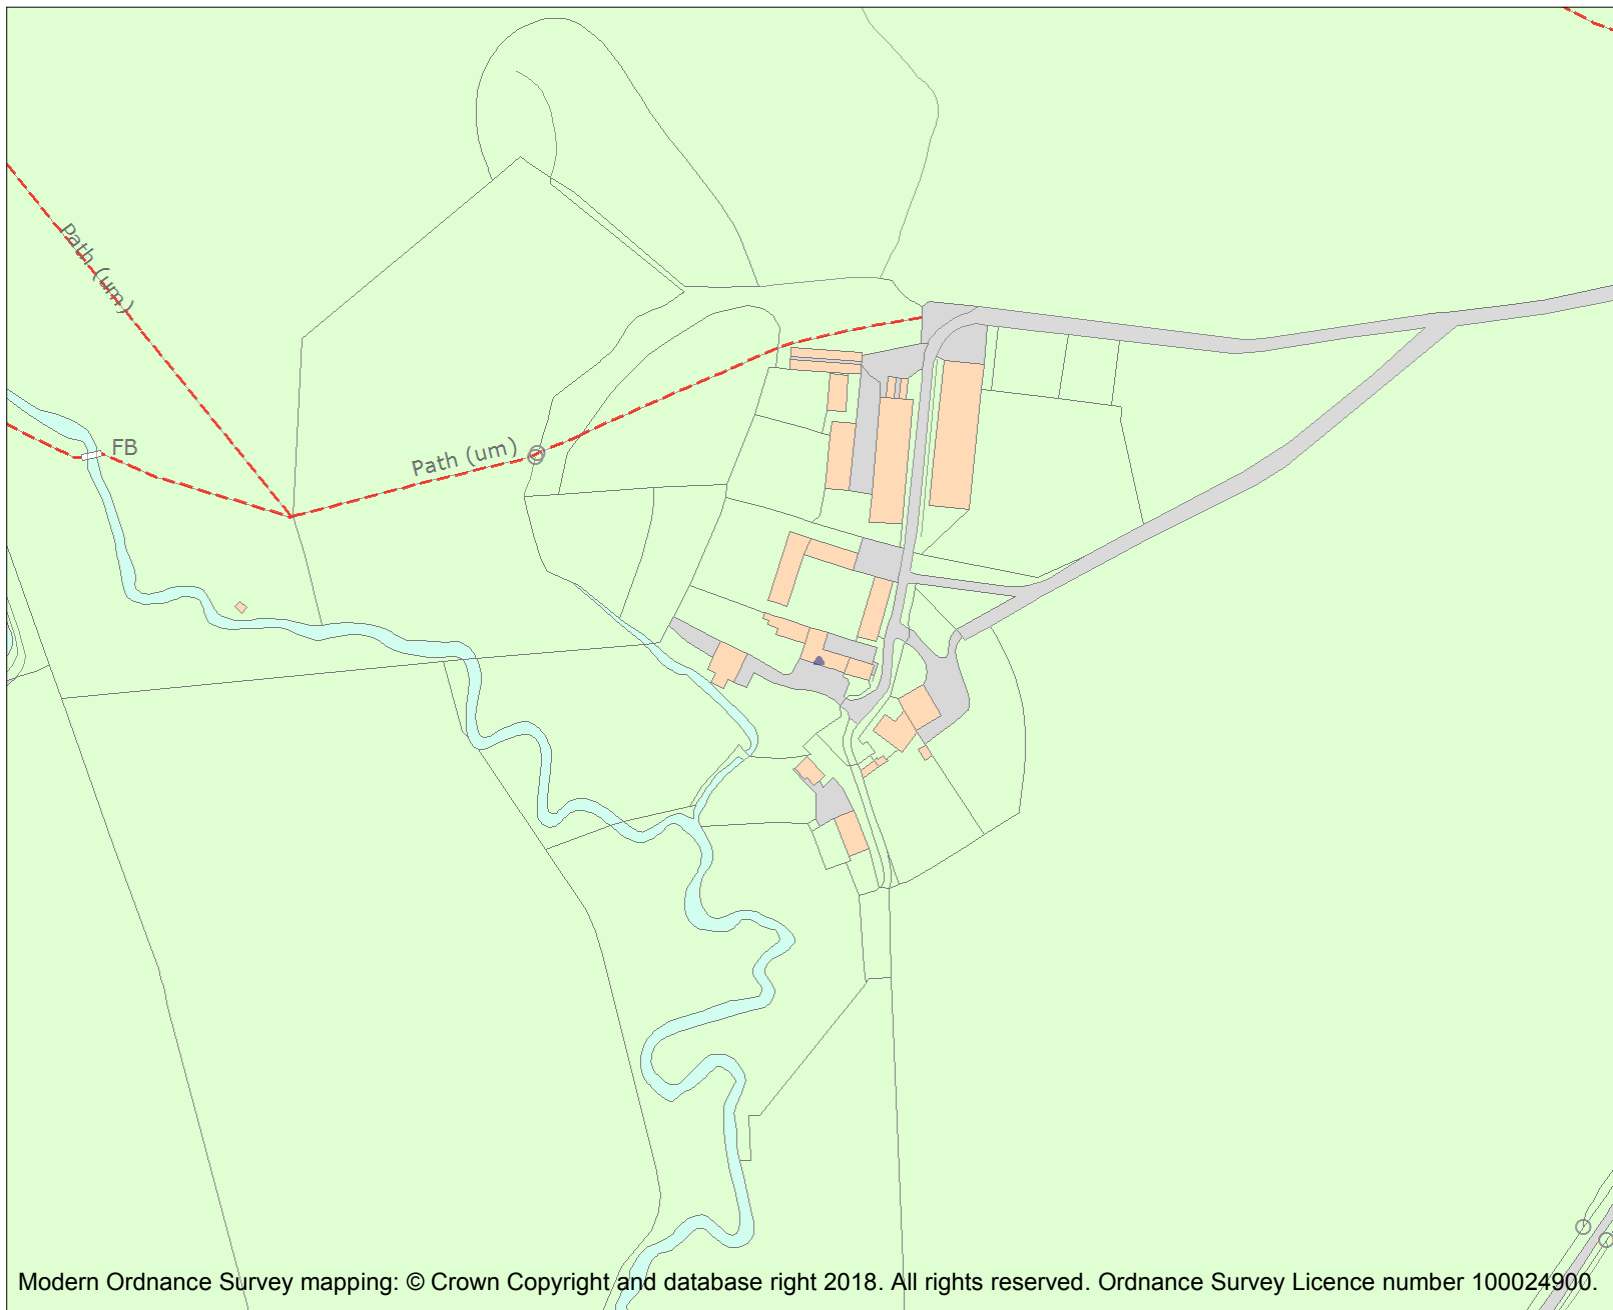 Path (um)
FB
Path (um)
Modern Ordnance Survey mapping: © Crown Copyright and database right 2018. All rights reserved. Ordnance Survey Licence number 100024900.